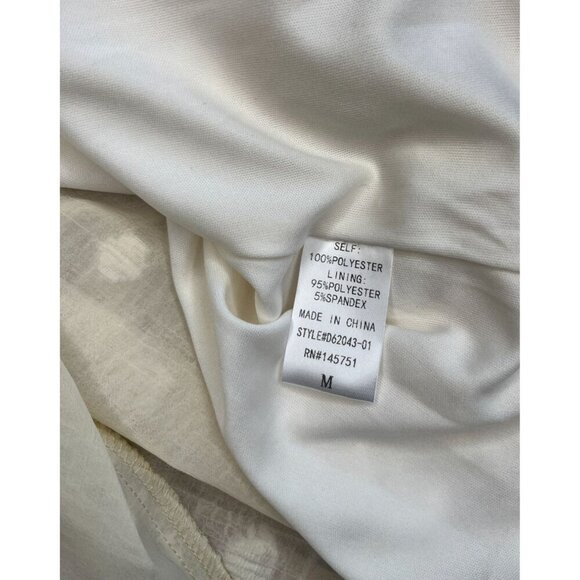 SELF:
100%POLYESTER
LINING:
95%POLYESTER
5%SPANDEX
MADE IN CHINA
STYLE#D62043-01
RN#145751
M